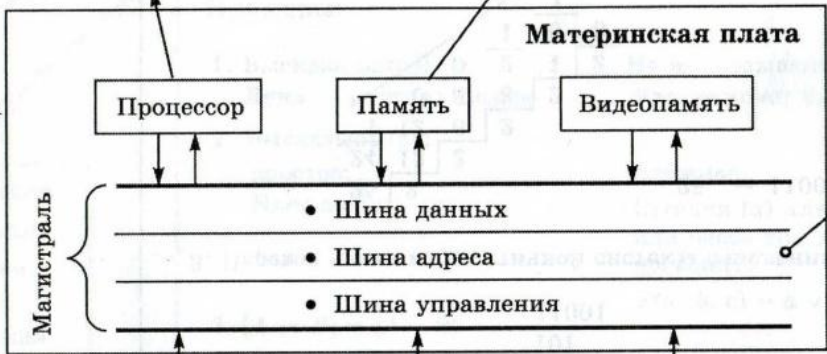 Материнская плата
Процессор
Память
Видеопамять
Магистраль
• Шина данных
• Шина адреса
• Шина управления